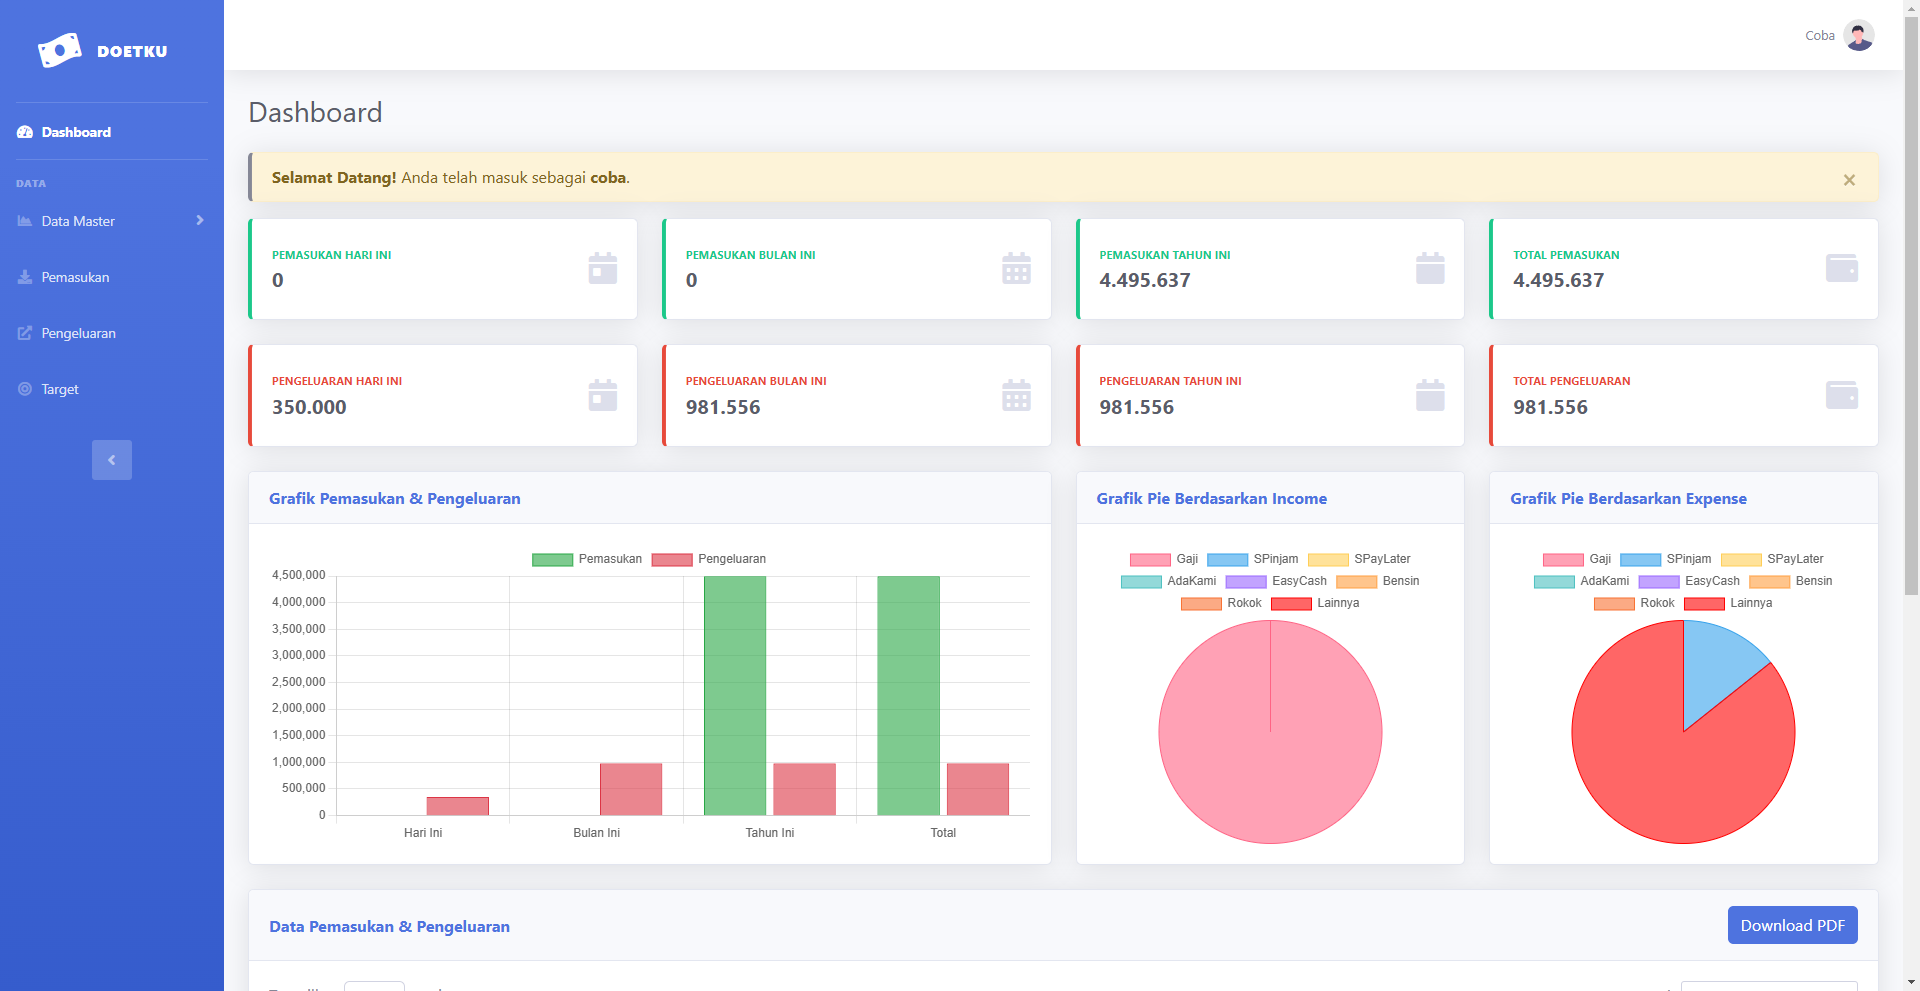 DOETKU
Coba
Dashboard
DATA
Data Master
Pemasukan
Pengeluaran
Target
Dashboard
Selamat Datang! Anda telah masuk sebagai coba.
×
PEMASUKAN HARI INI
0
PEMASUKAN BULAN INI
0
PEMASUKAN TAHUN INI
4.495.637
TOTAL PEMASUKAN
4.495.637
PENGELUARAN HARI INI
350.000
PENGELUARAN BULAN INI
981.556
PENGELUARAN TAHUN INI
981.556
TOTAL PENGELUARAN
981.556
Grafik Pemasukan & Pengeluaran
Pemasukan Pengeluaran
4,500,000
4,000,000
3,500,000
3,000,000
2,500,000
2,000,000
1,500,000
1,000,000
500,000
0
Hari Ini Bulan Ini Tahun Ini Total
Grafik Pie Berdasarkan Income
Gaji SPinjam SPayLater
AdaKami EasyCash Bensin
Rokok Lainnya
Grafik Pie Berdasarkan Expense
Gaji SPinjam SPayLater
AdaKami EasyCash Bensin
Rokok Lainnya
Data Pemasukan & Pengeluaran
Download PDF